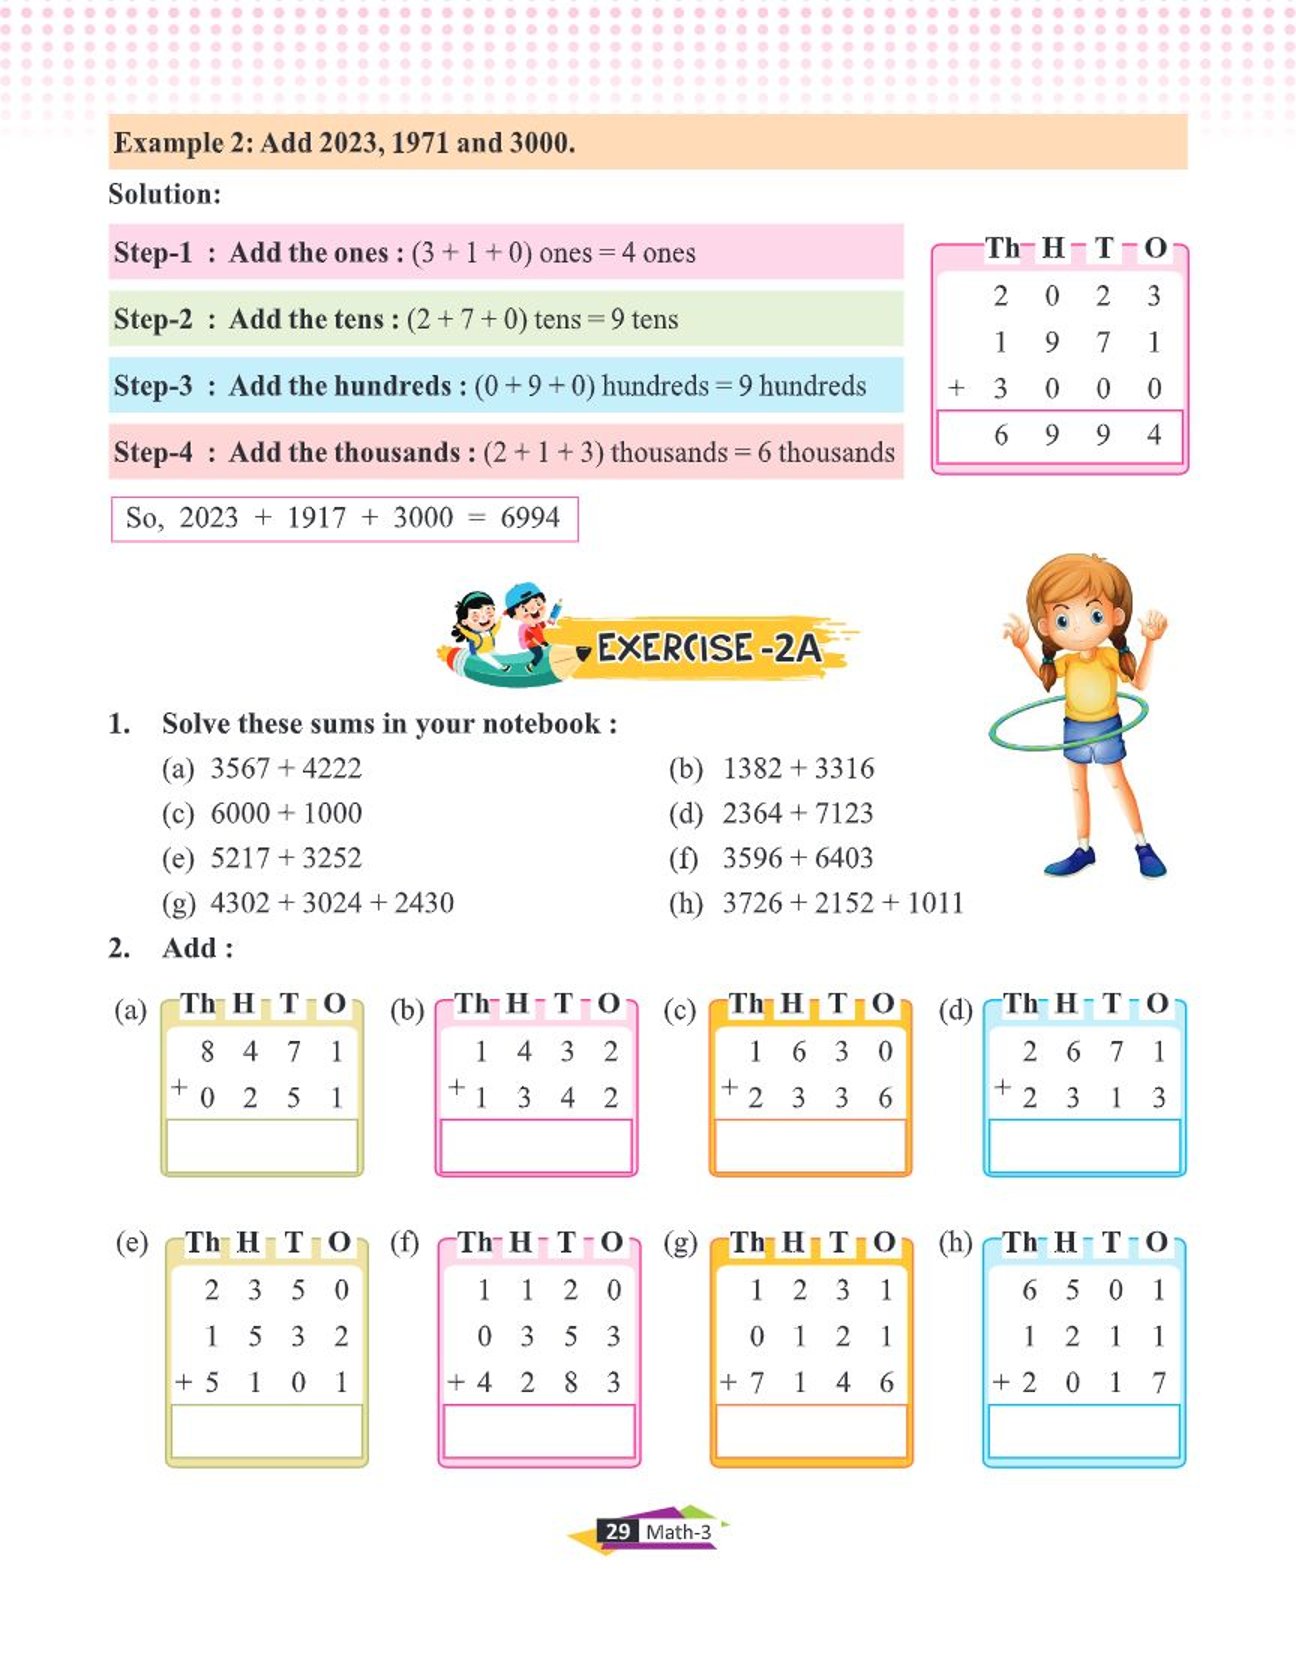 Example 2: Add 2023, 1971 and 3000.
Solution:
Step-1 : Add the ones : (3 + 1 + 0) ones = 4 ones
Step-2 : Add the tens : (2 + 7 + 0) tens = 9 tens
Step-3 : Add the hundreds : (0 + 9 + 0) hundreds = 9 hundreds
Step-4 : Add the thousands : (2 + 1 + 3) thousands = 6 thousands
Th H T O
2 0 2 3
1 9 7 1
+ 3 0 0 0
6 9 9 4
So, 2023 + 1917 + 3000 = 6994
EXERCISE -2A
1. Solve these sums in your notebook :
(a) 3567 + 4222 (b) 1382 + 3316
(c) 6000 + 1000 (d) 2364 + 7123
(e) 5217 + 3252 (f) 3596 + 6403
(g) 4302 + 3024 + 2430 (h) 3726 + 2152 + 1011
2. Add :
(a) Th H T O
8 4 7 1
+ 0 2 5 1
(b) Th H T O
1 4 3 2
+ 1 3 4 2
(c) Th H T O
1 6 3 0
+ 2 3 3 6
(d) Th H T O
2 6 7 1
+ 2 3 1 3
(e) Th H T O
2 3 5 0
1 5 3 2
+ 5 1 0 1
(f) Th H T O
1 1 2 0
0 3 5 3
+ 4 2 8 3
(g) Th H T O
1 2 3 1
0 1 2 1
+ 7 1 4 6
(h) Th H T O
6 5 0 1
1 2 1 1
+ 2 0 1 7
29 Math-3